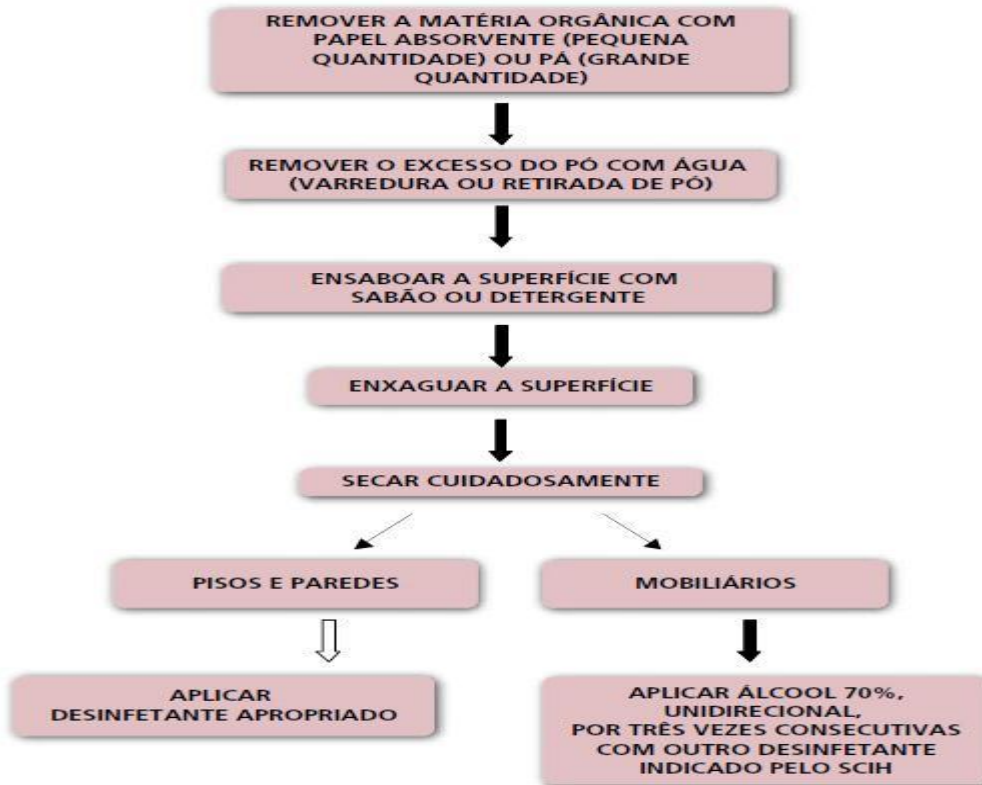 REMOVER A MATÉRIA ORGÂNICA COM
PAPEL ABSORVENTE (PEQUENA
QUANTIDADE) OU PÁ (GRANDE
QUANTIDADE)
REMOVER O EXCESSO DO PÓ COM ÁGUA
(VARREDURA OU RETIRADA DE PÓ)
ENSABOAR A SUPERFÍCIE COM
SABÃO OU DETERGENTE
ENXAGUAR A SUPERFÍCIE
SECAR CUIDADOSAMENTE
PISOS E PAREDES
MOBILIÁRIOS
APLICAR
DESINFETANTE APROPRIADO
APLICAR ÁLCOOL 70%,
UNIDIRECIONAL,
POR TRÊS VEZES CONSECUTIVAS
COM OUTRO DESINFETANTE
INDICADO PELO SCIH